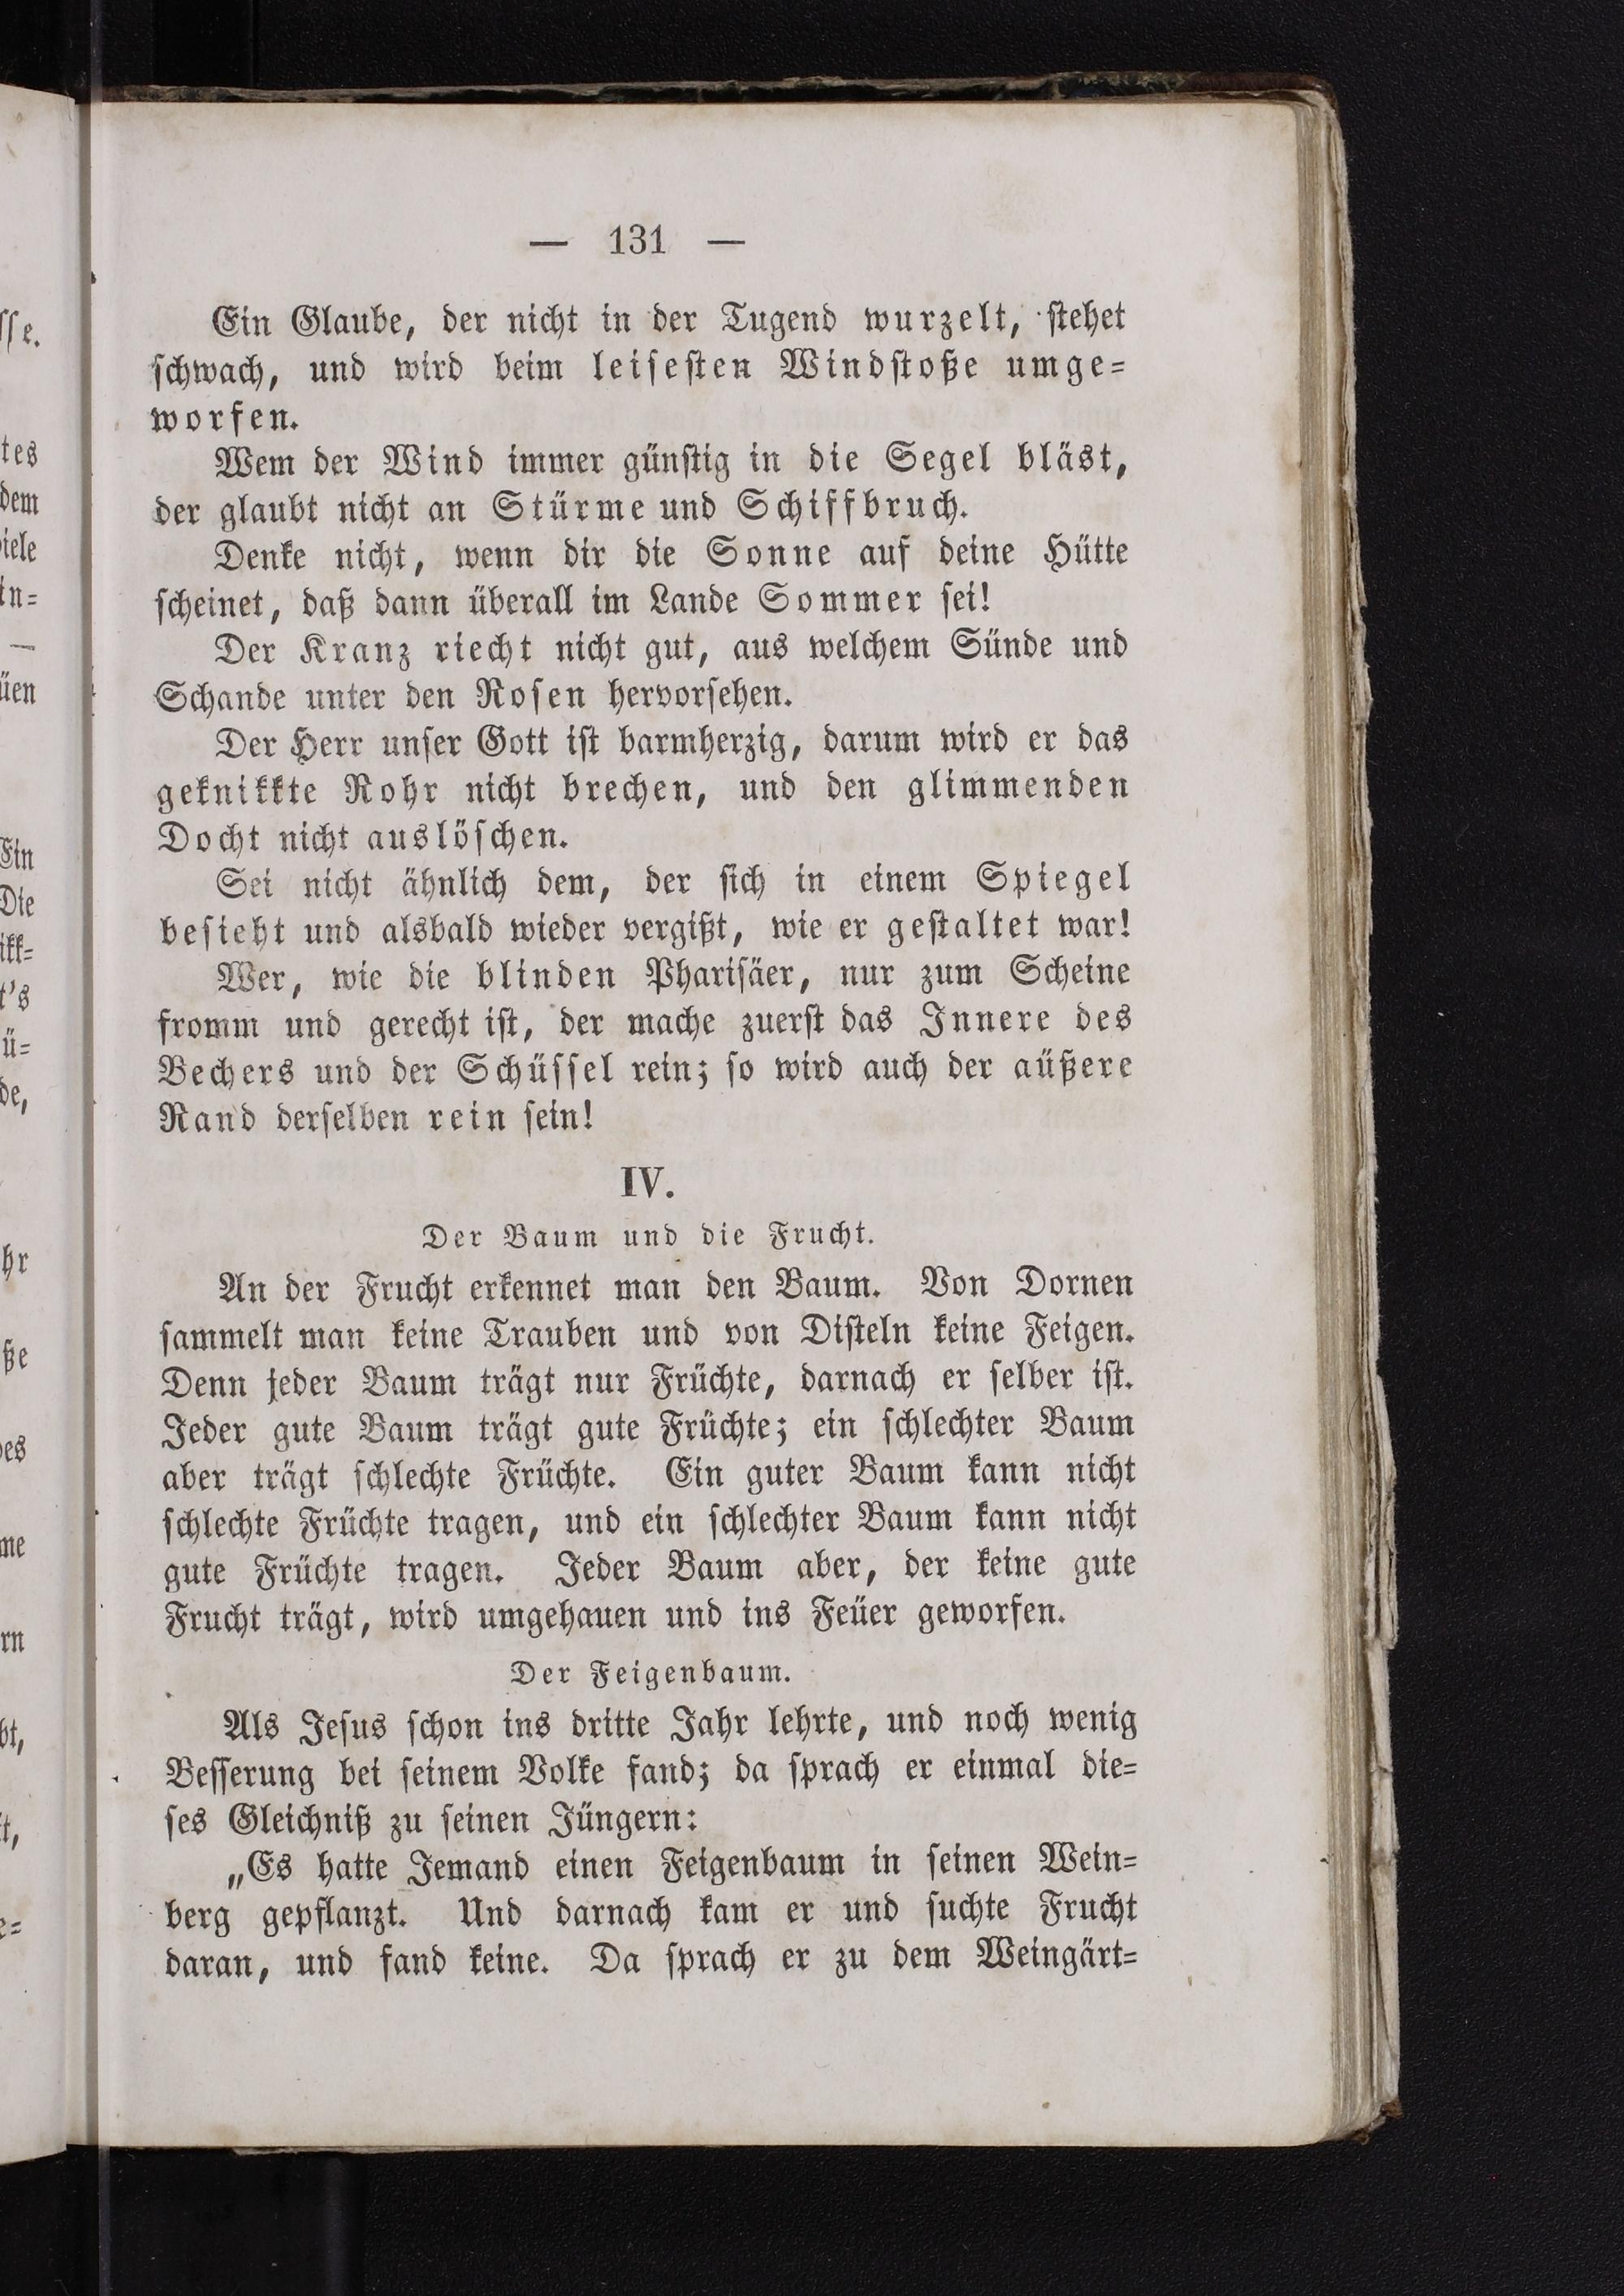 — 131 —
Ein Glaube, der nicht in der Tugend wurzelt, stehet
schwach, und wird beim leisesten Windstoße umge=
worfen.
Wem der Wind immer günstig in die Segel bläst,
der glaubt nicht an Stürme und Schiffbruch.
Denke nicht, wenn dir die Sonne auf deine Hütte
scheinet, daß dann überall im Lande Sommer sei!
Der Kranz riecht nicht gut, aus welchem Sünde und
Schande unter den Rosen hervorsehen.
Der Herr unser Gott ist barmherzig, darum wird er das
geknikkte Rohr nicht brechen, und den glimmenden
Docht nicht auslöschen.
Sei nicht ähnlich dem, der sich in einem Spiegel
besieht und alsbald wieder vergißt, wie er gestaltet war!
Wer, wie die blinden Pharisäer, nur zum Scheine
fromm und gerecht ist, der mache zuerst das Innere des
Bechers und der Schüssel rein; so wird auch der aüßere
Rand derselben rein sein!
IV.
Der Baum und die Frucht.
An der Frucht erkennet man den Baum. Von Dornen
sammelt man keine Trauben und von Disteln keine Feigen.
Denn jeder Baum trägt nur Früchte, darnach er selber ist.
Jeder gute Baum trägt gute Früchte; ein schlechter Baum
aber trägt schlechte Früchte. Ein guter Baum kann nicht
schlechte Früchte tragen, und ein schlechter Baum kann nicht
gute Früchte tragen. Jeder Baum aber, der keine gute
Frucht trägt, wird umgehauen und ins Feüer geworfen.
Der Feigenbaum.
Als Jesus schon ins dritte Jahr lehrte, und noch wenig
Besserung bei seinem Volke fand; da sprach er einmal die=
ses Gleichniß zu seinen Jüngern:
„Es hatte Jemand einen Feigenbaum in seinen Wein=
berg gepflanzt. Und darnach kam er und suchte Frucht
daran, und fand keine. Da sprach er zu dem Weingärt=